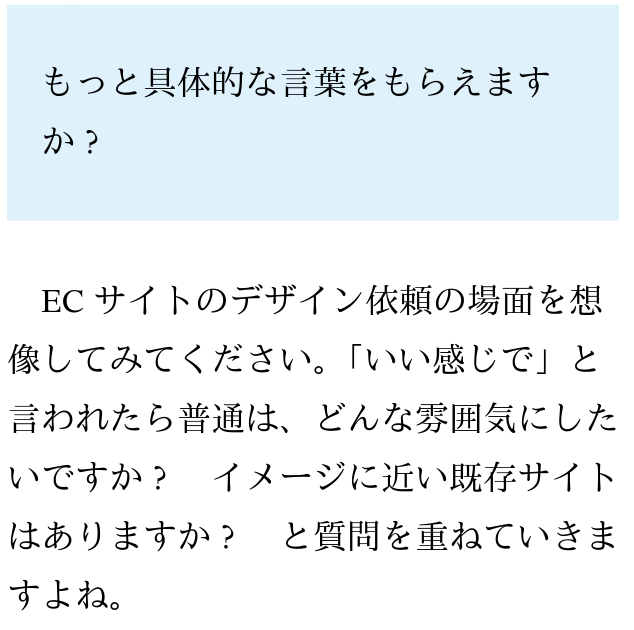 もっと具体的な言葉をもらえます
か？
　EC サイトのデザイン依頼の場面を想
像してみてください。「いい感じで」と
言われたら普通は、どんな雰囲気にした
いですか？　イメージに近い既存サイト
はありますか？　と質問を重ねていきま
すよね。